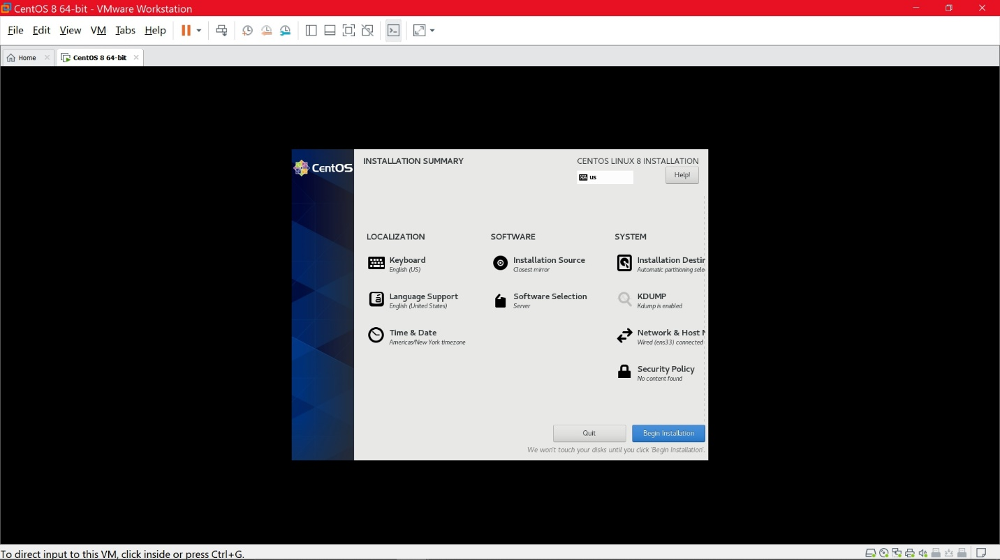 CentOS 8 64-bit - VMware Workstation
File Edit View VM Tabs Help
Home CentOS 8 64-bit
CentOS
INSTALLATION SUMMARY
CENTOS LINUX 8 INSTALLATION
us
Help!
LOCALIZATION
Keyboard
English (US)
Language Support
English (United States)
Time & Date
Americas/New York timezone
SOFTWARE
Installation Source
Closest mirror
Software Selection
Server
SYSTEM
Installation Destin
Automatic partitioning sele
KDUMP
Kdump is enabled
Network & Host N
Wired (ens33) connected
Security Policy
No content found
Quit
Begin Installation
We won't touch your disks until you click 'Begin Installation'.
To direct input to this VM, click inside or press Ctrl+G.